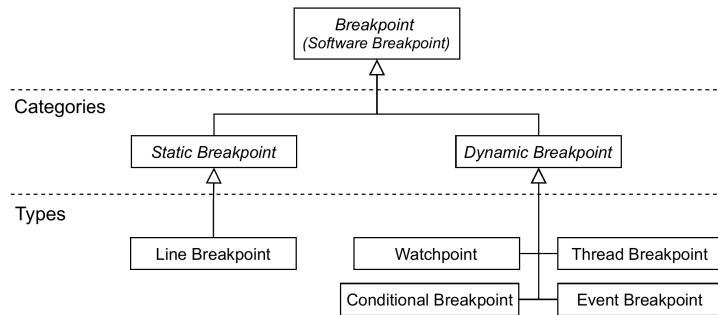 Breakpoint
(Software Breakpoint)
Categories
Static Breakpoint
Dynamic Breakpoint
Types
Line Breakpoint
Watchpoint
Thread Breakpoint
Conditional Breakpoint
Event Breakpoint